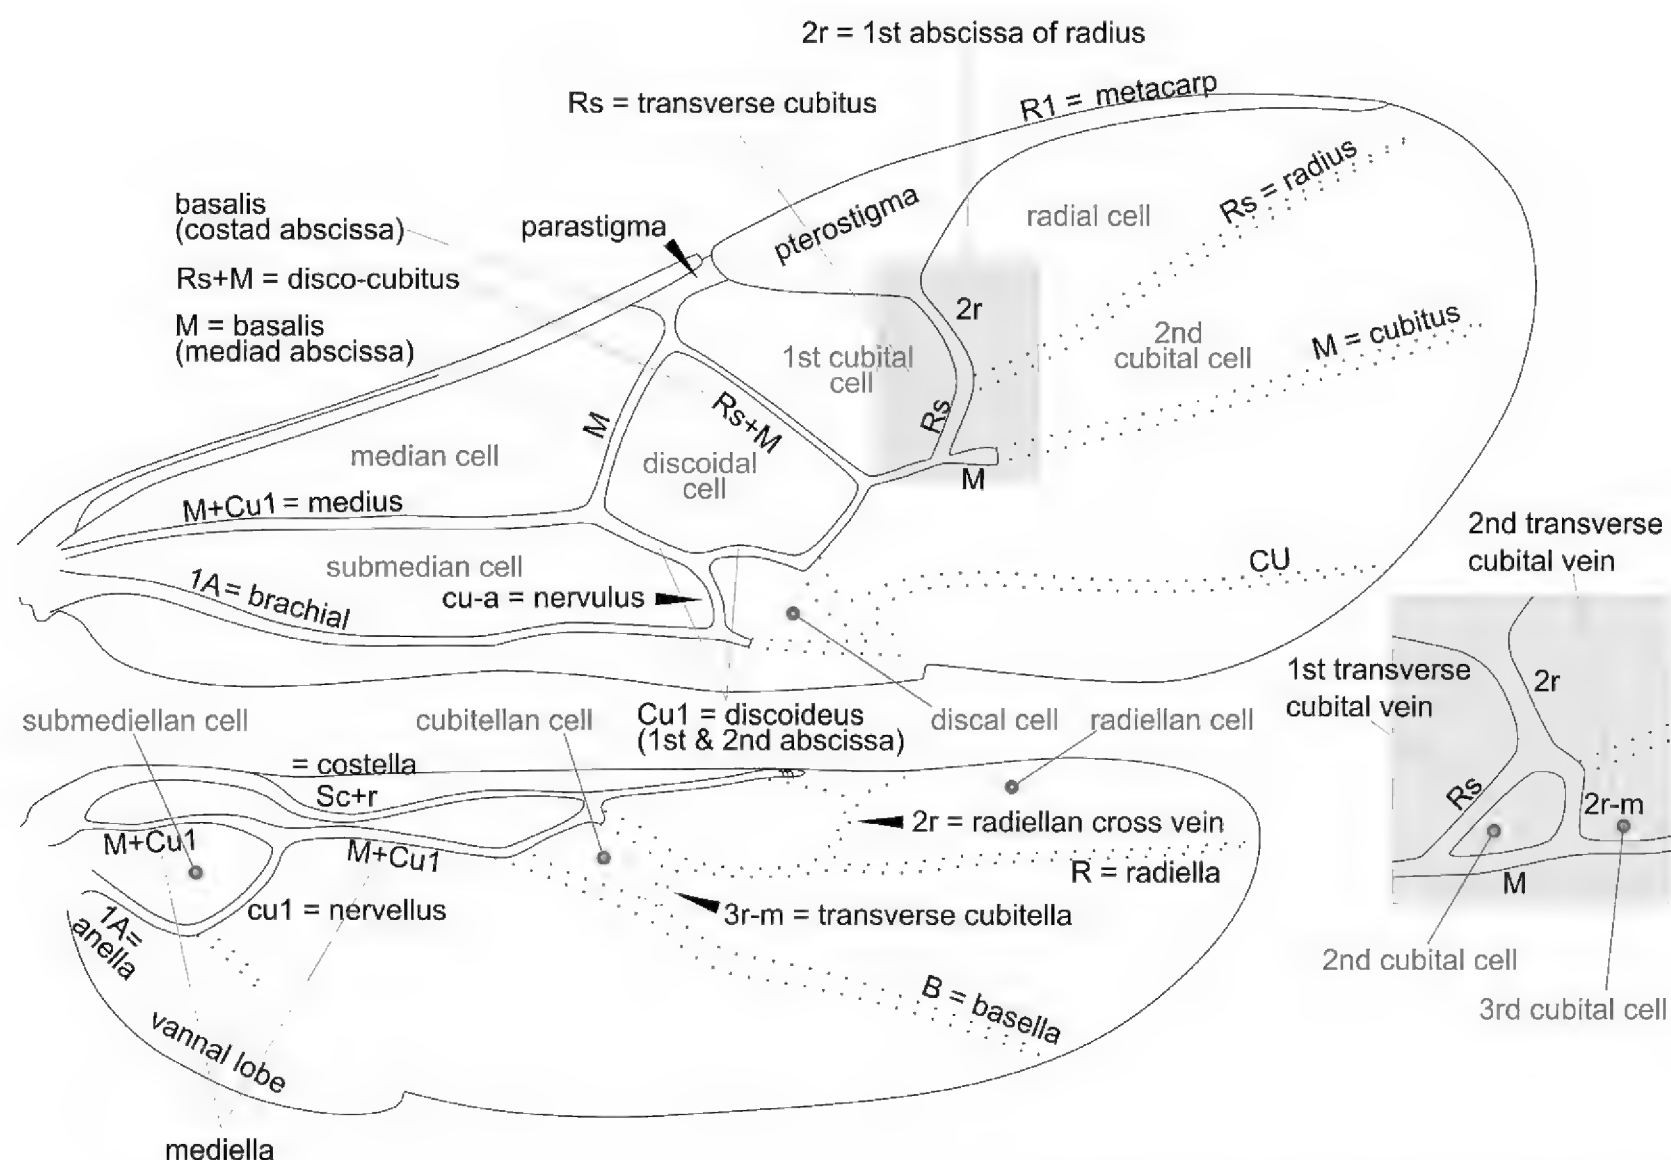 2r = 1st abscissa of radius
Rs = transverse cubitus
R1 = metacarp
Rs = radius
basalis
(costad abscissa)
parastigma
pterostigma
radial cell
Rs+M = disco-cubitus
2r
M = basalis
(mediad abscissa)
1st cubital
cell
2nd
cubital cell
M = cubitus
M
Rs+M
Rs
median cell
discoidal
cell
M
M+Cu1 = medius
2nd transverse
cubital vein
submedian cell
CU
1A = brachial
cu-a = nervulus
1st transverse
cubital vein
2r
submediellan cell
cubitellan cell
Cu1 = discoideus
(1st & 2nd abscissa)
discal cell
radiellan cell
= costella
Sc+r
Rs
2r-m
M+Cu1
M+Cu1
2r = radiellan cross vein
R = radiella
M
1A=
anella
cu1 = nervellus
3r-m = transverse cubitella
2nd cubital cell
B = basella
3rd cubital cell
vannal lobe
mediella